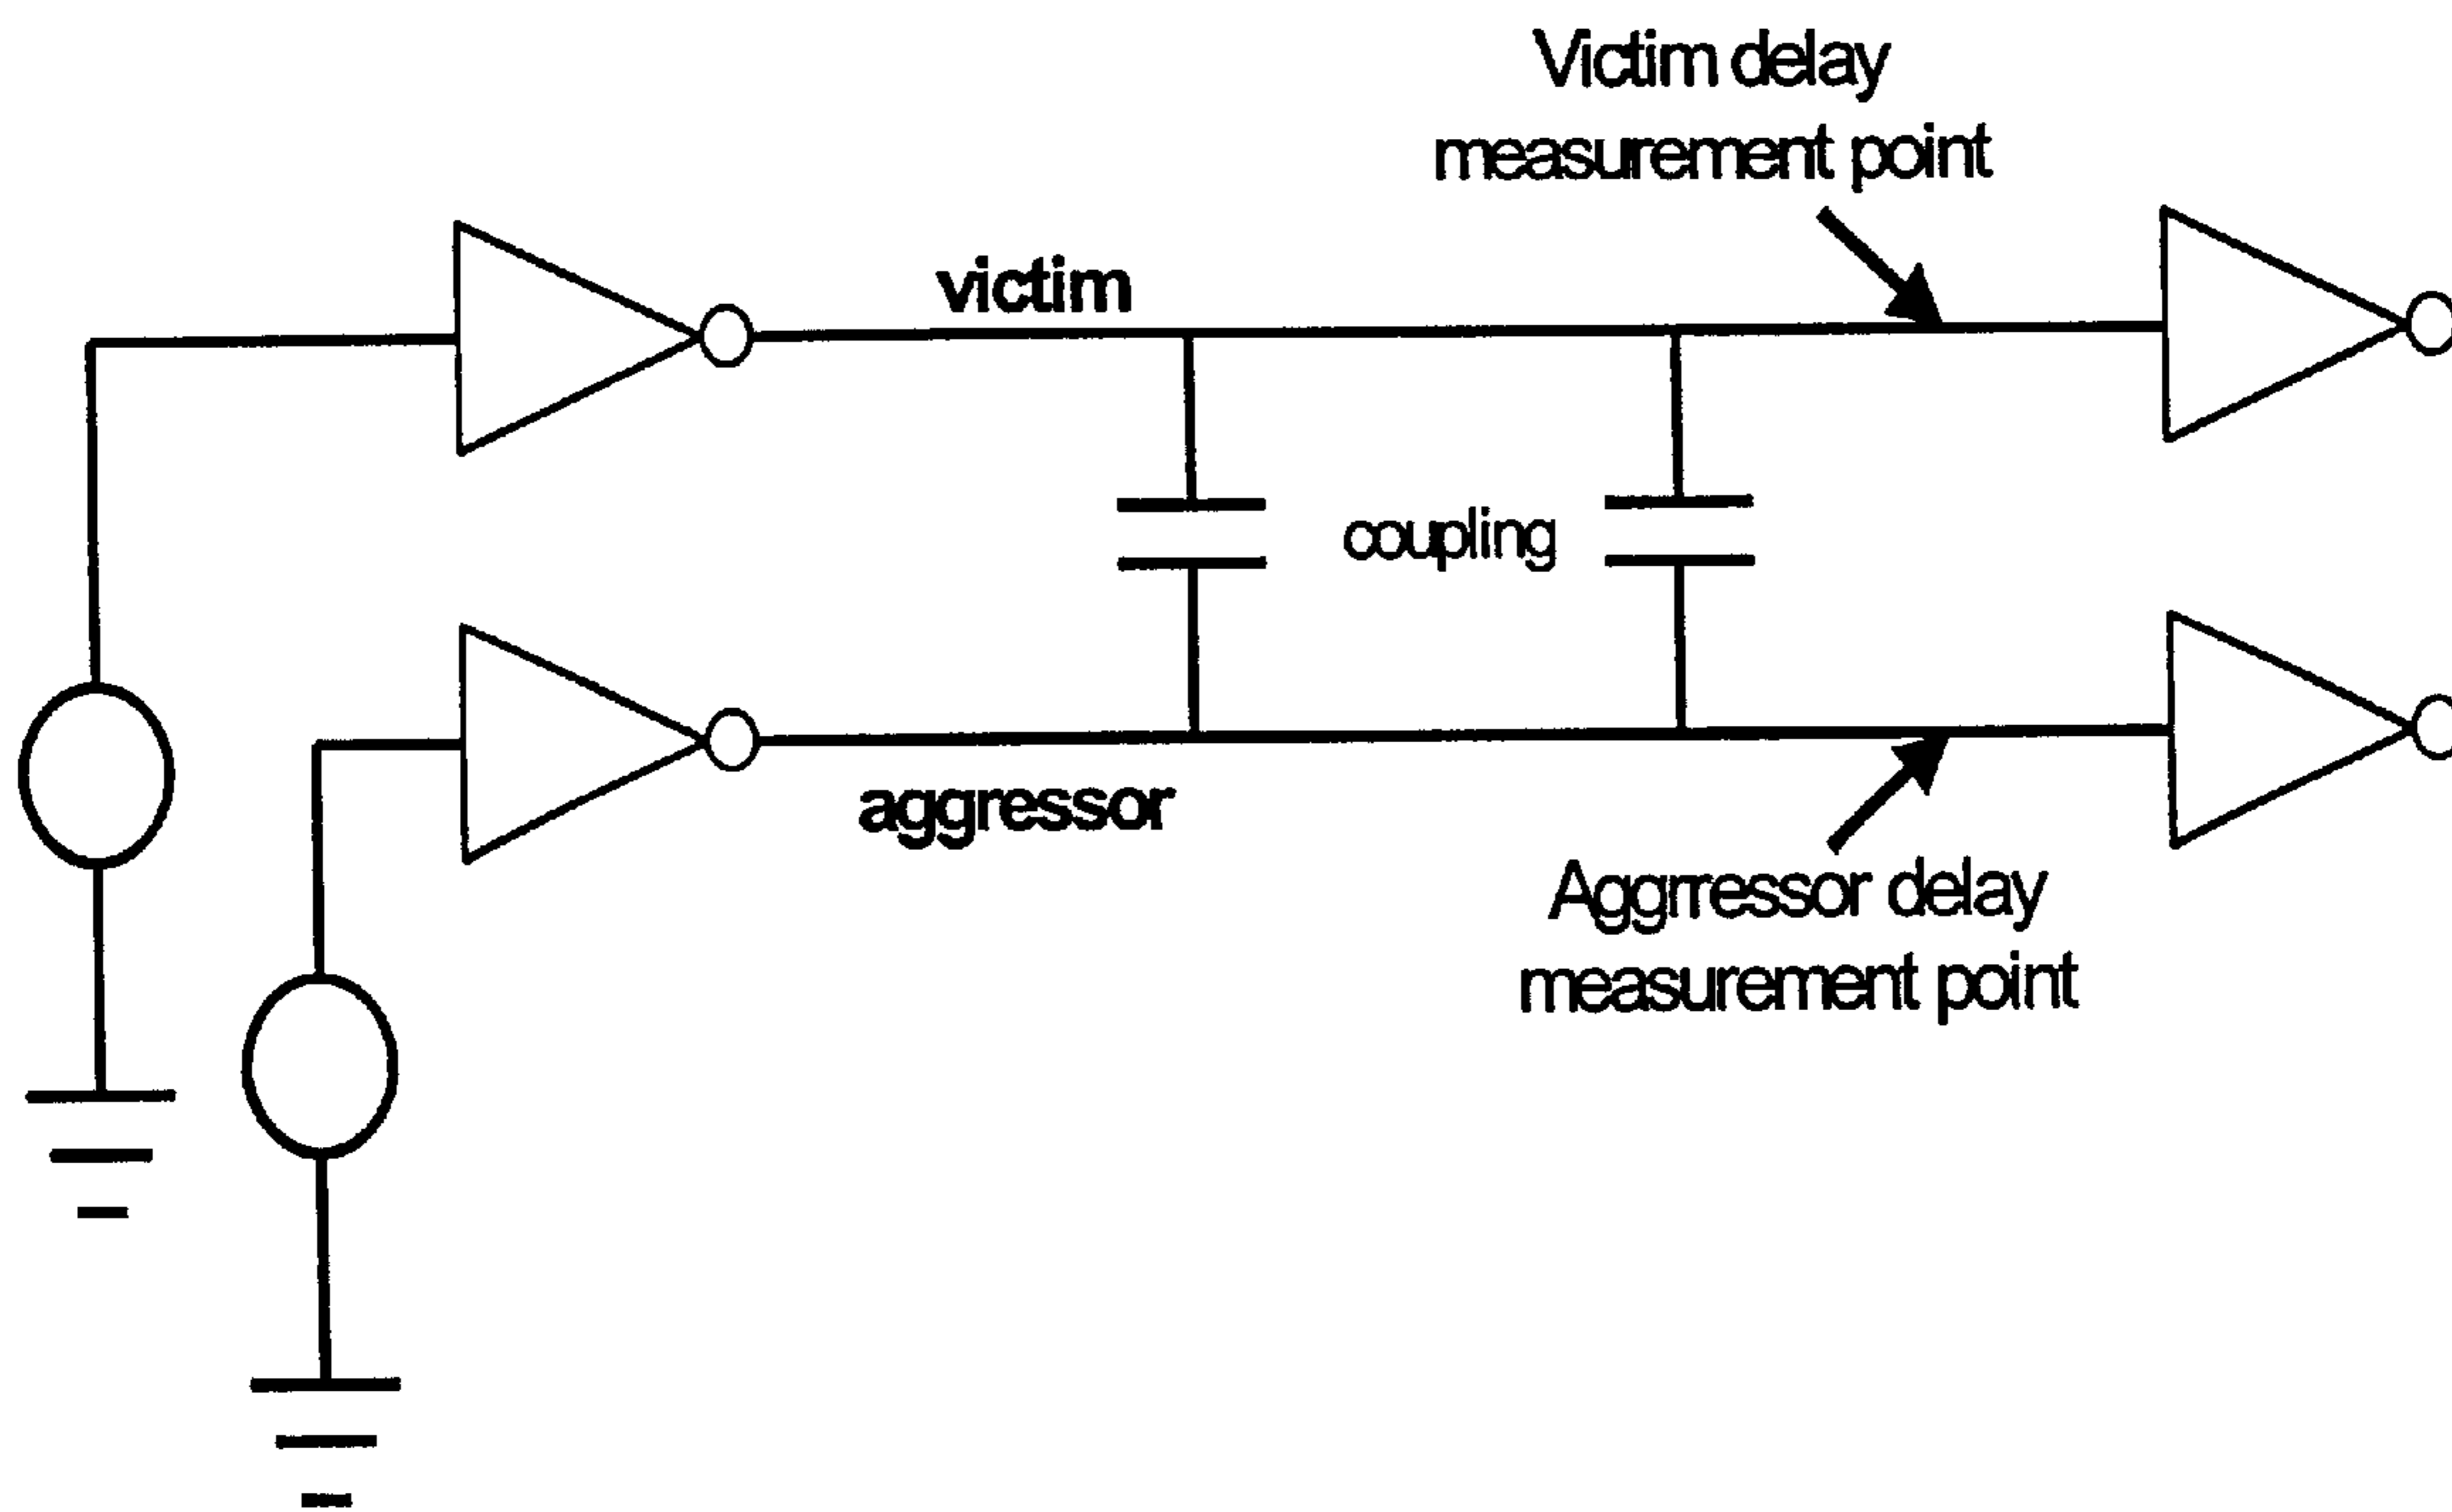 Victim delay
measurement point
victim
coupling
aggressor
Aggrressor delay
measurement point